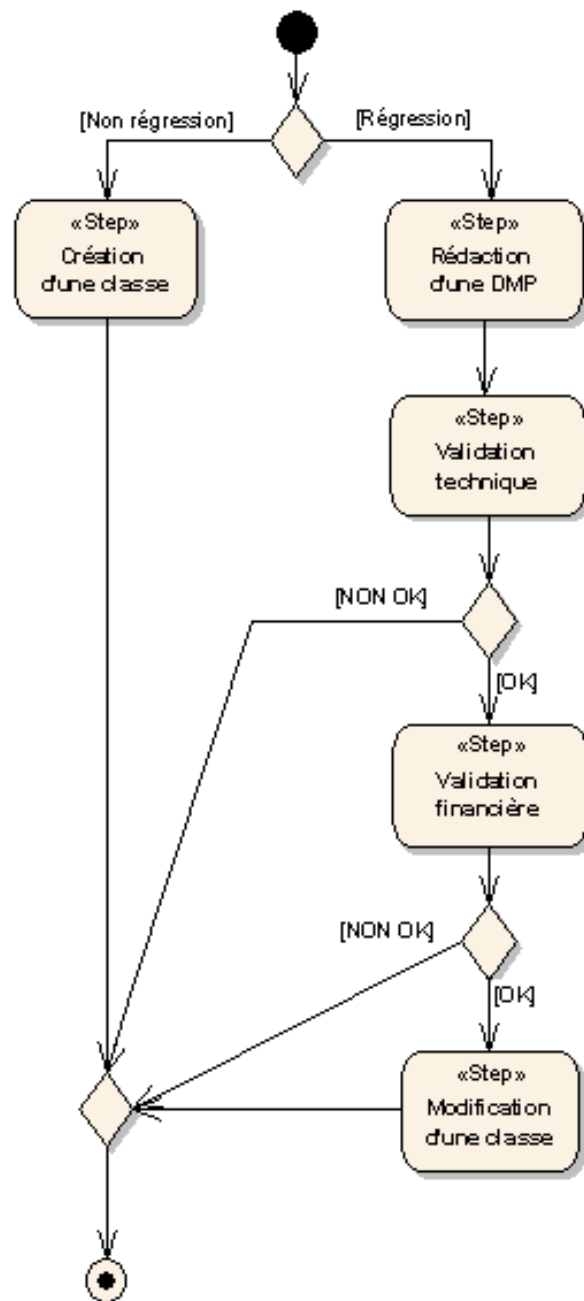 [Non régression]
[Régression]
«Step»
Création
d'une classe
«Step»
Rédaction
d'une DMP
«Step»
Validation
technique
[NON OK]
[OK]
«Step»
Validation
financière
[NON OK]
[OK]
«Step»
Modification
d'une classe